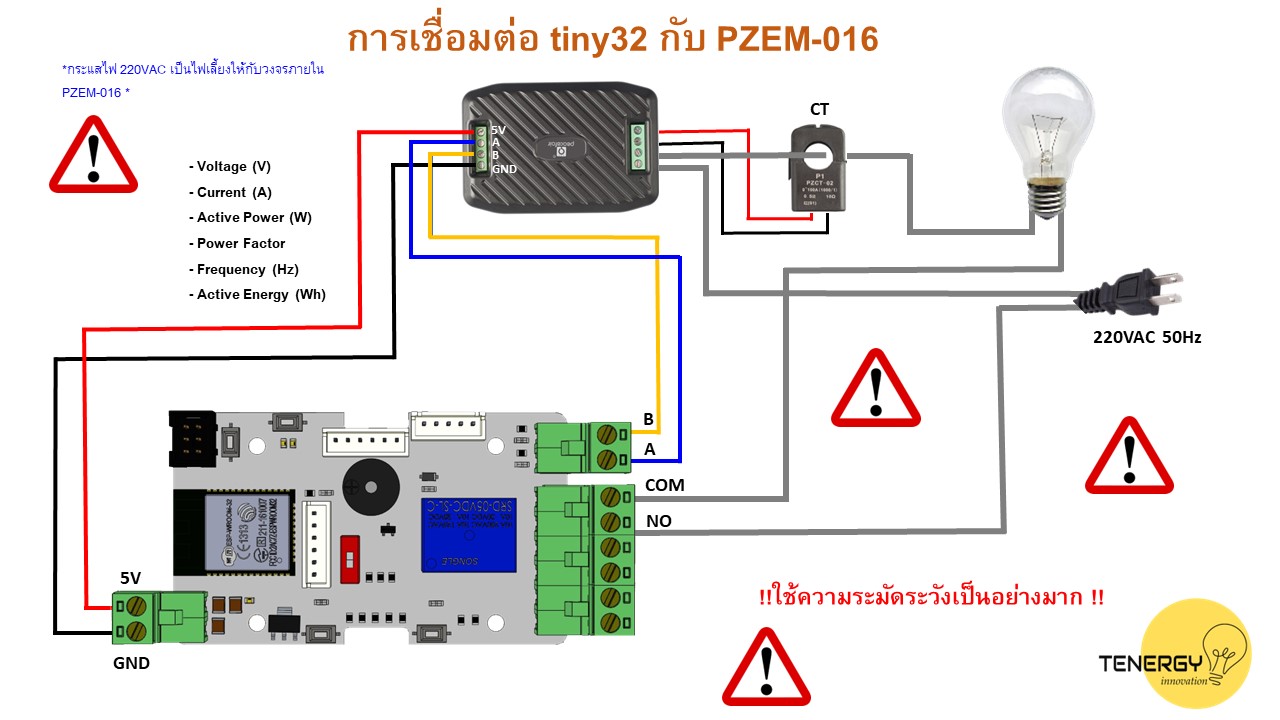 การเชื่อมต่อ tiny32 กับ PZEM-016
*กระแสไฟ 220VAC เป็นไฟเลี้ยงให้กับวงจรภายใน
PZEM-016 *
- Voltage (V)
- Current (A)
- Active Power (W)
- Power Factor
- Frequency (Hz)
- Active Energy (Wh)
5V
A
B
GND
peacefair
CT
P1
PZCT-02
220VAC 50Hz
B
A
COM
NO
SRD-05VDC-SL-C
SONGLE
ESP-WROOM-32
CE1313
211-161007
5V
GND
!!ใช้ความระมัดระวังเป็นอย่างมาก !!
TENERGY
innovation